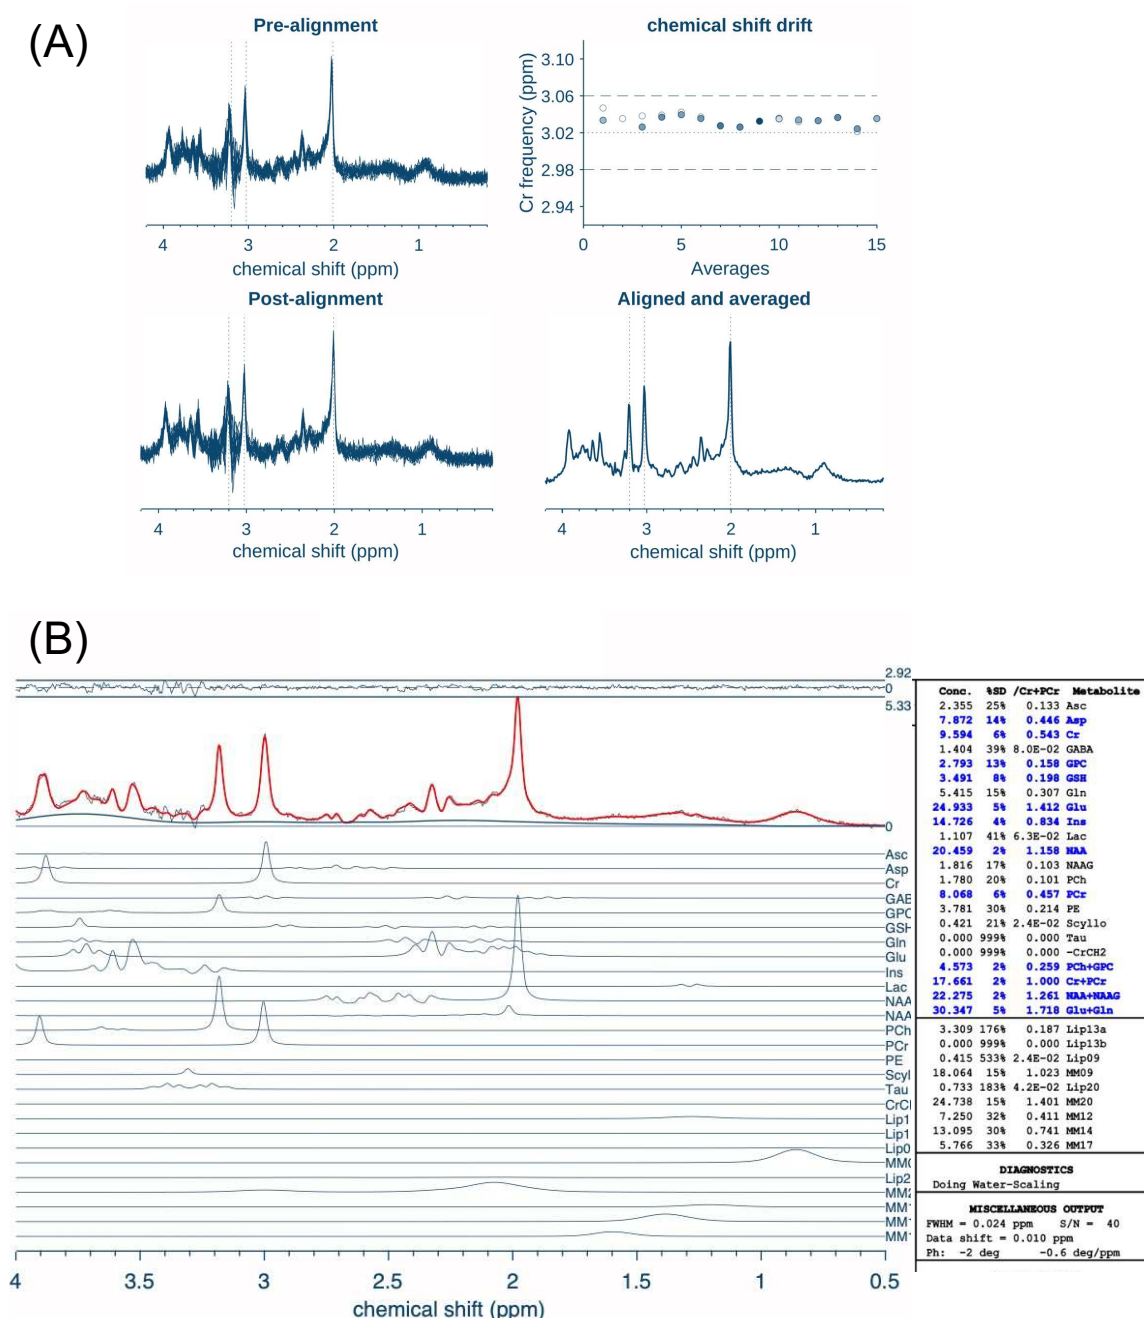 (A)
Pre-alignment
4 3 2 1
chemical shift (ppm)
chemical shift drift
Cr frequency (ppm)
3.10
3.06
3.02
2.98
2.94
0 5 10 15
Averages
Post-alignment
4 3 2 1
chemical shift (ppm)
Aligned and averaged
4 3 2 1
chemical shift (ppm)
(B)
2.92
0
5.33
0
Asc
Asp
Cr
GAB
GPC
GSH
Gln
Glu
Ins
Lac
NAA
NAA
PCh
PCr
PE
Scyl
Tau
CrC
Lip1
Lip1
Lip0
MM0
Lip2
MM2
MM1
MM1
MM1
4 3.5 3 2.5 2 1.5 1 0.5
chemical shift (ppm)
Conc. %SD /Cr+PCr Metabolite
2.355 25% 0.133 Asc
7.872 14% 0.446 Asp
9.594 6% 0.543 Cr
1.404 39% 8.0E-02 GABA
2.793 13% 0.158 GPC
3.491 8% 0.198 GSH
5.415 15% 0.307 Gln
24.933 5% 1.412 Glu
14.726 4% 0.834 Ins
1.107 41% 6.3E-02 Lac
20.459 2% 1.158 NAA
1.816 17% 0.103 NAAG
1.780 20% 0.101 PCh
8.068 6% 0.457 PCr
3.781 30% 0.214 PE
0.421 21% 2.4E-02 Scyllo
0.000 999% 0.000 Tau
0.000 999% 0.000 -CrCH2
4.573 2% 0.259 PCh+GPC
17.661 2% 1.000 Cr+PCr
22.275 2% 1.261 NAA+NAAG
30.347 5% 1.718 Glu+Gln
3.309 176% 0.187 Lip13a
0.000 999% 0.000 Lip13b
0.415 533% 2.4E-02 Lip09
18.064 15% 1.023 MM09
0.733 183% 4.2E-02 Lip20
24.738 15% 1.401 MM20
7.250 32% 0.411 MM12
13.095 30% 0.741 MM14
5.766 33% 0.326 MM17
DIAGNOSTICS
Doing Water-Scaling
MISCELLANEOUS OUTPUT
FWHM = 0.024 ppm S/N = 40
Data shift = 0.010 ppm
Ph: -2 deg -0.6 deg/ppm